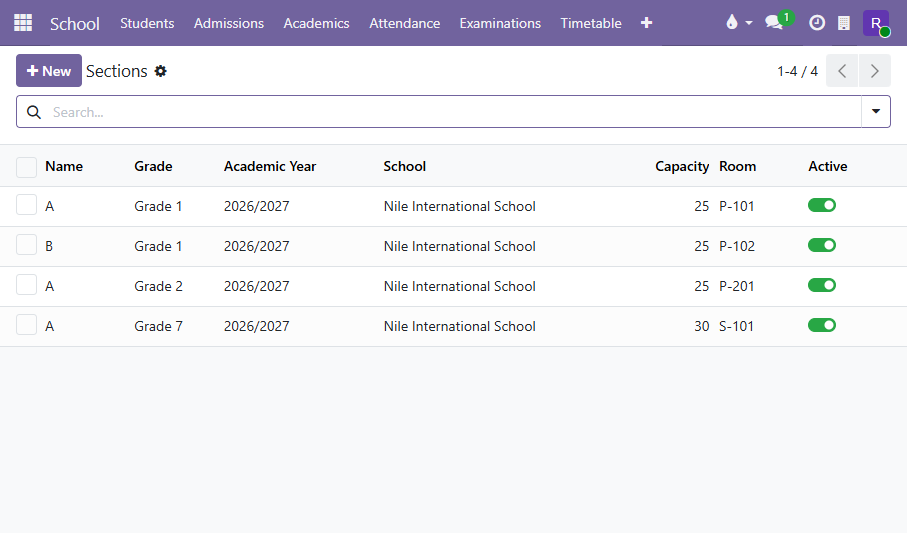 School Students Admissions Academics Attendance Examinations Timetable 1 R
New Sections 1-4 / 4
Search...
Name Grade Academic Year School Capacity Room Active
A Grade 1 2026/2027 Nile International School 25 P-101
B Grade 1 2026/2027 Nile International School 25 P-102
A Grade 2 2026/2027 Nile International School 25 P-201
A Grade 7 2026/2027 Nile International School 30 S-101